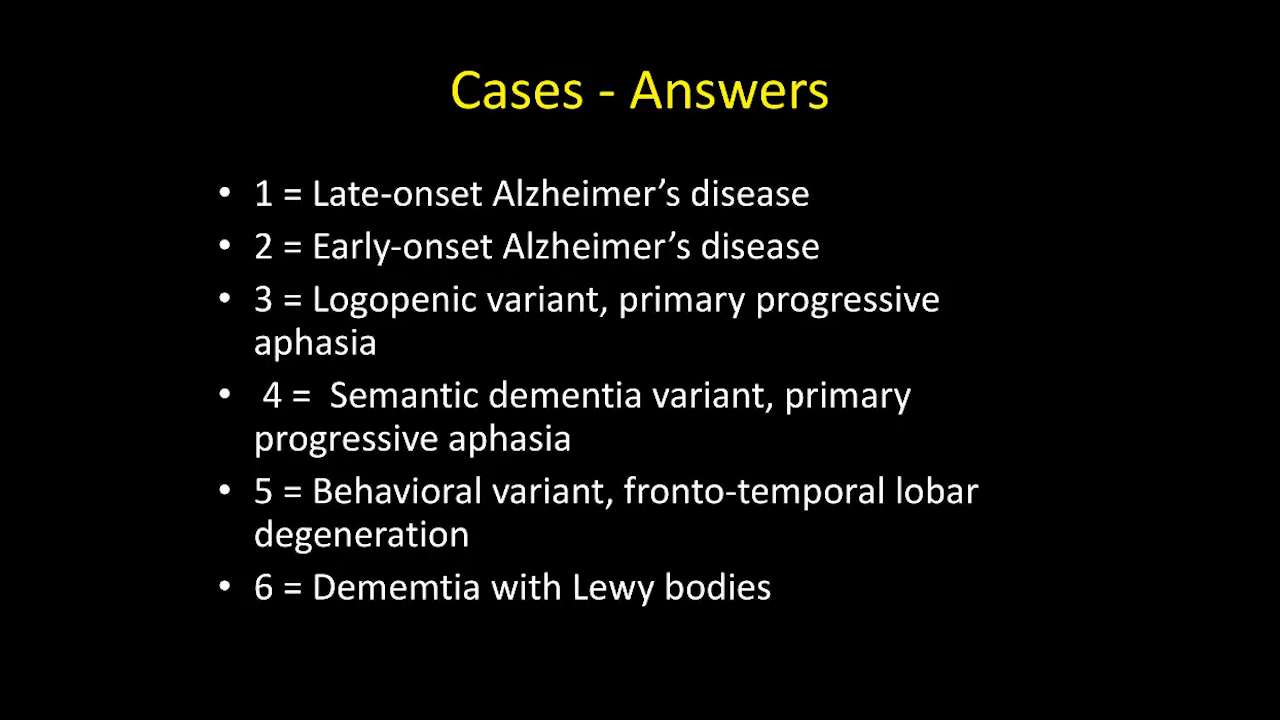 Cases - Answers
• 1 = Late-onset Alzheimer’s disease
• 2 = Early-onset Alzheimer’s disease
• 3 = Logopenic variant, primary progressive
aphasia
• 4 = Semantic dementia variant, primary
progressive aphasia
• 5 = Behavioral variant, fronto-temporal lobar
degeneration
• 6 = Dememtia with Lewy bodies